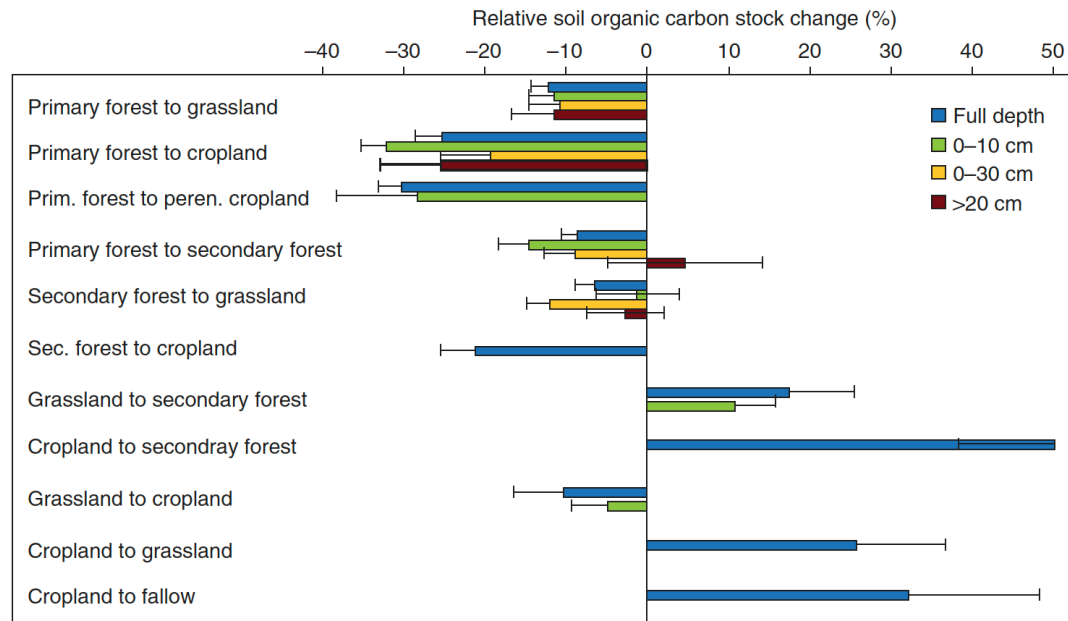 Relative soil organic carbon stock change (%)
–40 –30 –20 –10 0 10 20 30 40 50
Primary forest to grassland
Full depth
Primary forest to cropland
0–10 cm
0–30 cm
Prim. forest to peren. cropland
>20 cm
Primary forest to secondary forest
Secondary forest to grassland
Sec. forest to cropland
Grassland to secondary forest
Cropland to secondray forest
Grassland to cropland
Cropland to grassland
Cropland to fallow